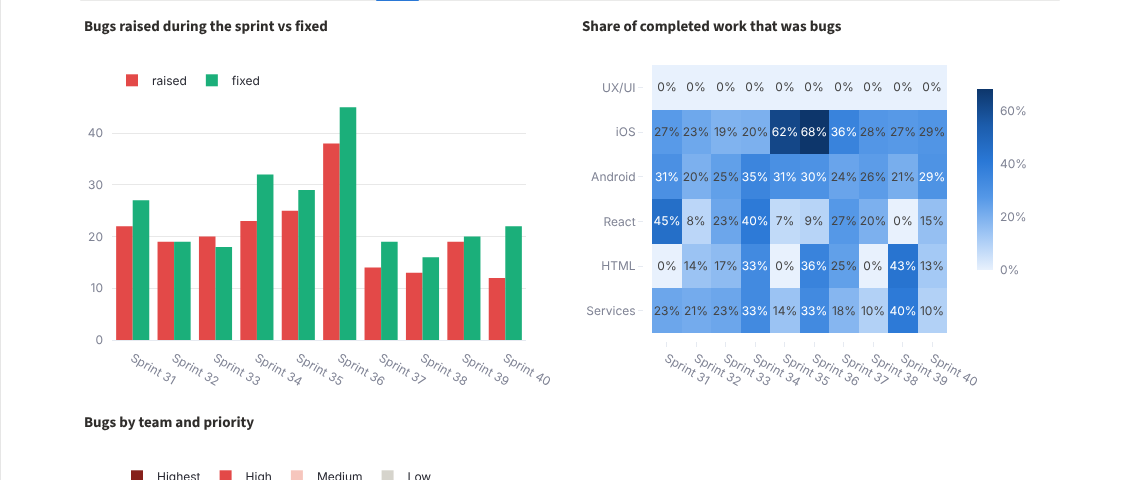 Bugs raised during the sprint vs fixed
raised fixed
40
30
20
10
0
Sprint 31 Sprint 32 Sprint 33 Sprint 34 Sprint 35 Sprint 36 Sprint 37 Sprint 38 Sprint 39 Sprint 40
Share of completed work that was bugs
UX/UI 0% 0% 0% 0% 0% 0% 0% 0% 0% 0%
iOS 27% 23% 19% 20% 62% 68% 36% 28% 27% 29%
Android 31% 20% 25% 35% 31% 30% 24% 26% 21% 29%
React 45% 8% 23% 40% 7% 9% 27% 20% 0% 15%
HTML 0% 14% 17% 33% 0% 36% 25% 0% 43% 13%
Services 23% 21% 23% 33% 14% 33% 18% 10% 40% 10%
Sprint 31 Sprint 32 Sprint 33 Sprint 34 Sprint 35 Sprint 36 Sprint 37 Sprint 38 Sprint 39 Sprint 40
60%
40%
20%
0%
Bugs by team and priority
Highest High Medium Low